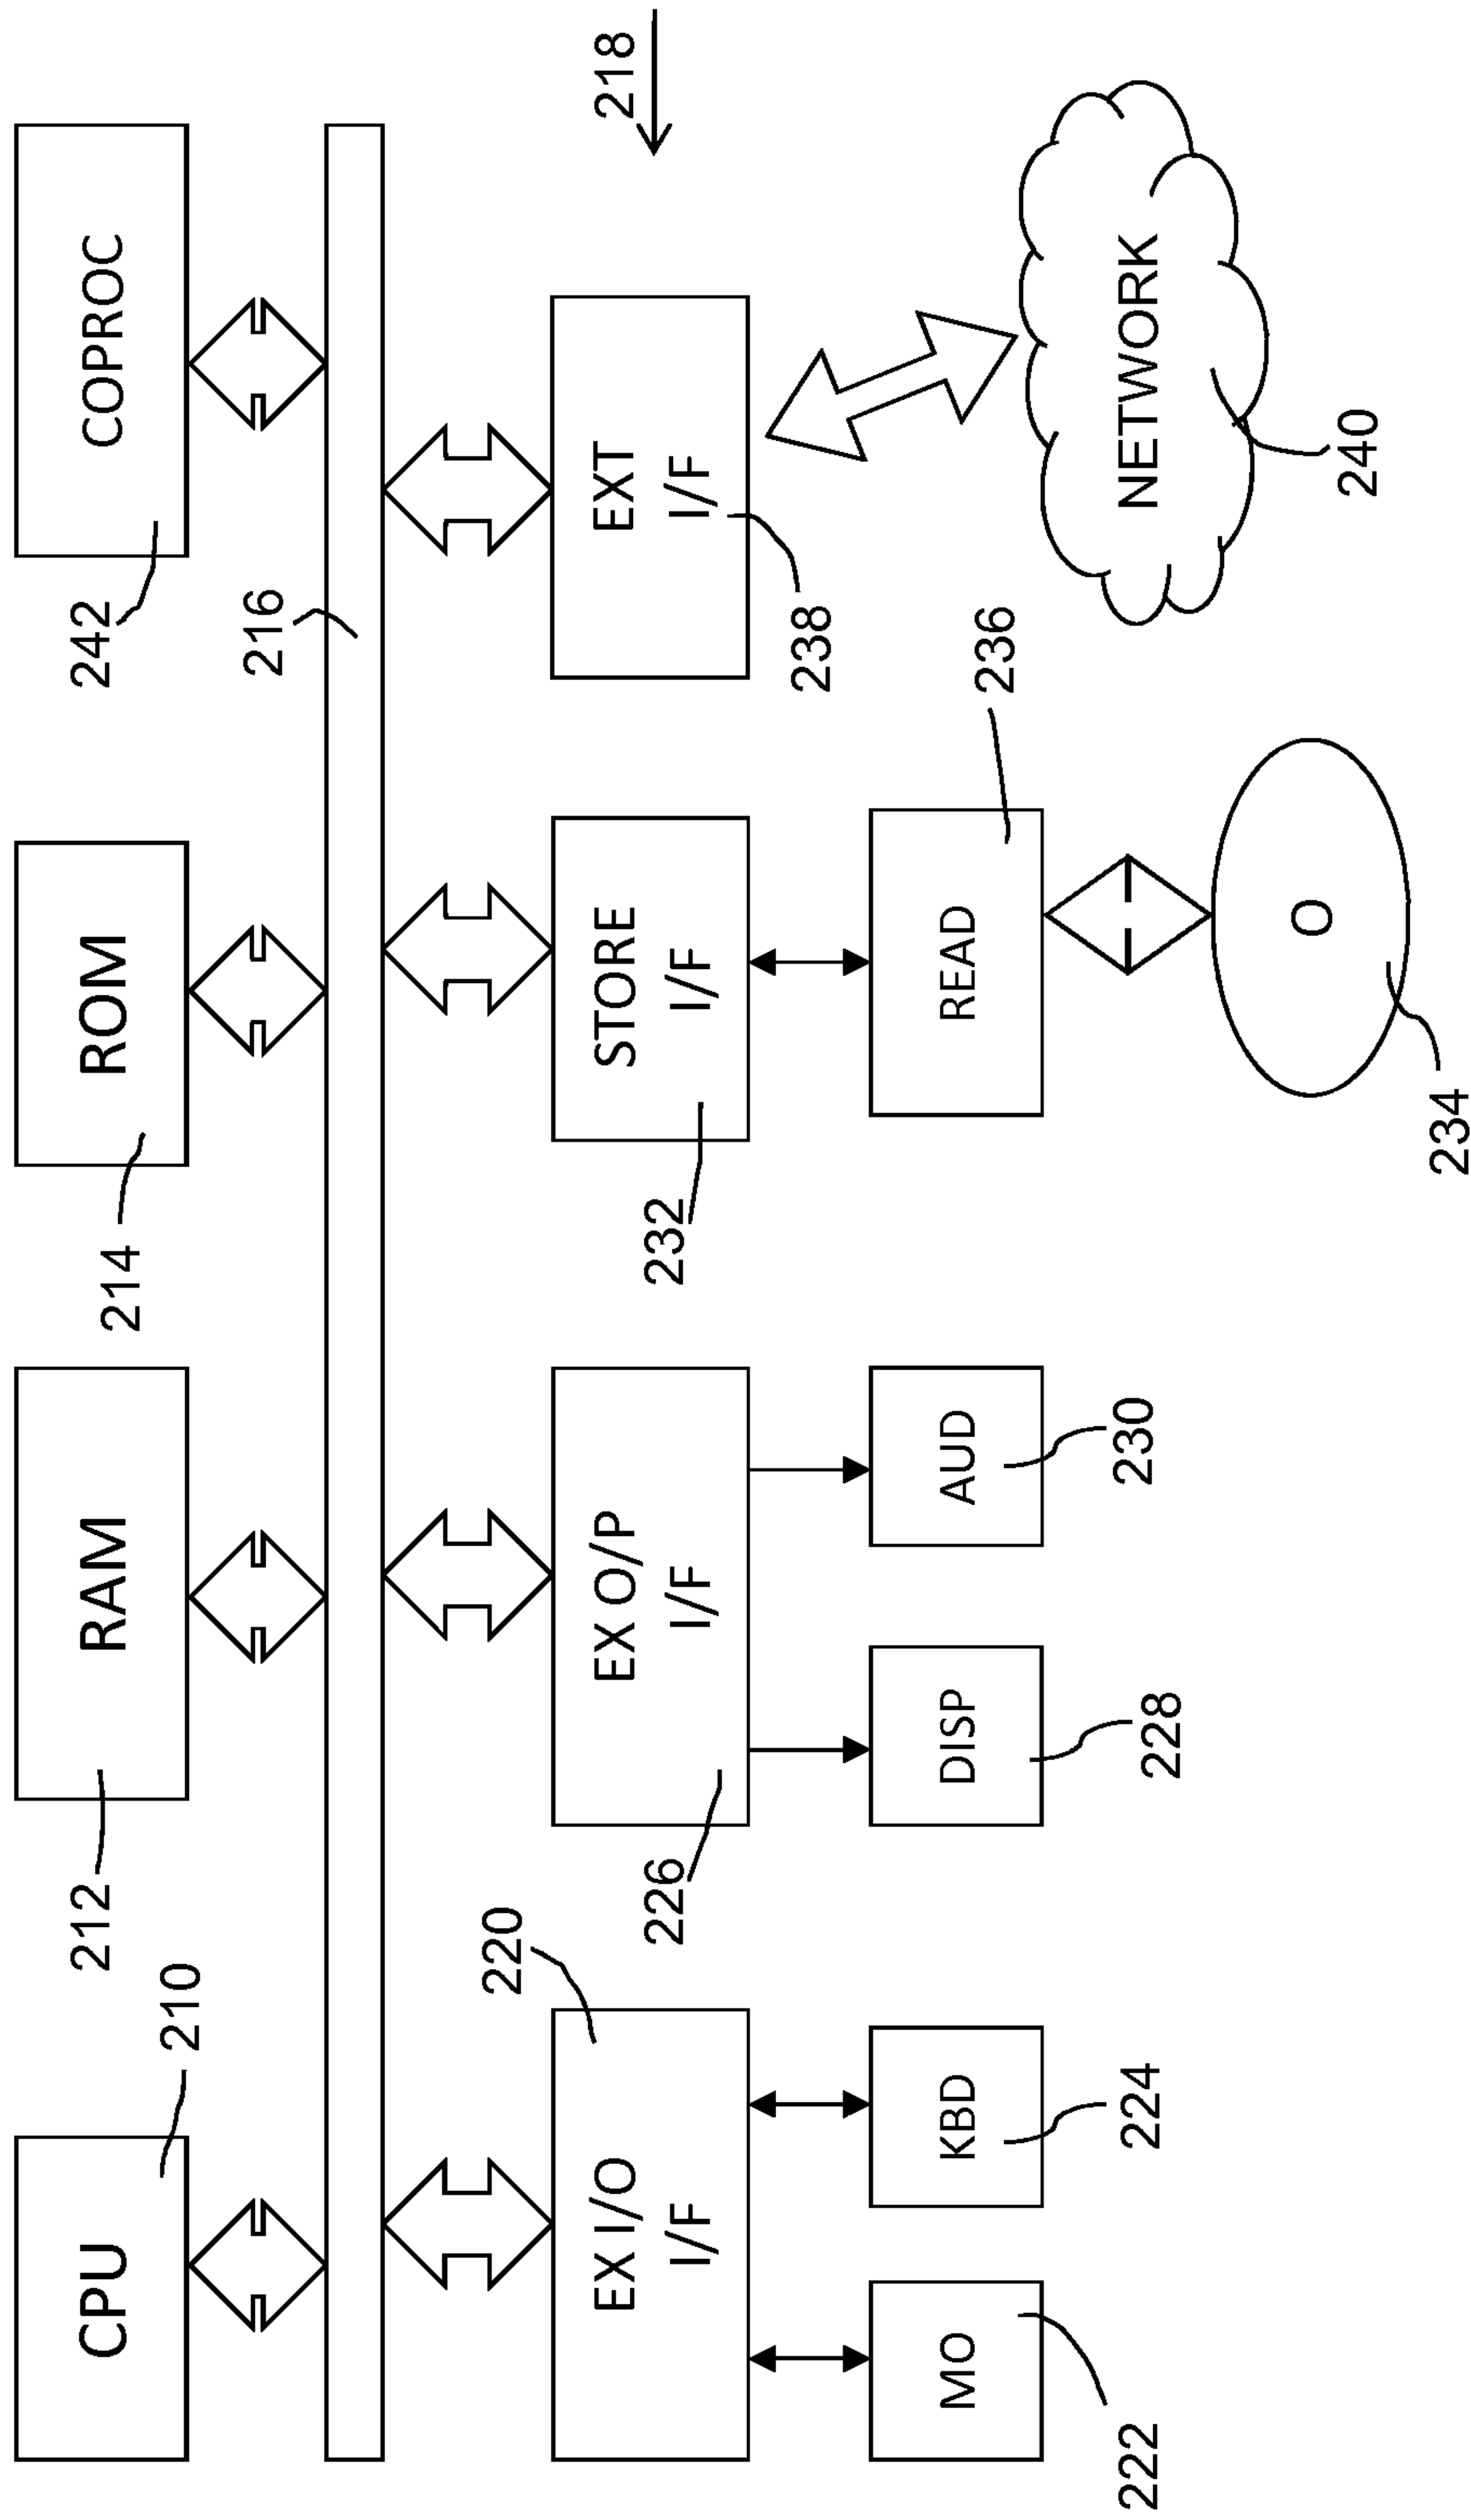 CPU
210
212
RAM
214
ROM
242
COPROC
216
218
220
EX I/O
I/F
226
EX O/P
I/F
232
STORE
I/F
EXT
I/F
238
MO
222
KBD
224
DISP
228
AUD
230
READ
236
O
234
NETWORK
240